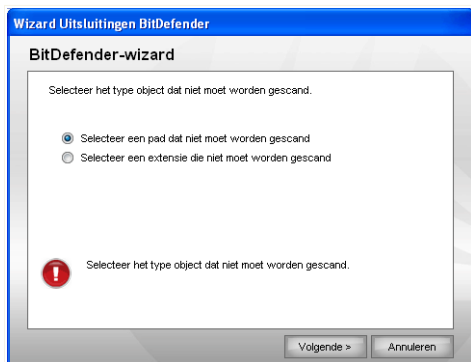 Wizard Uitsluitingen BitDefender
BitDefender-wizard
Selecteer het type object dat niet moet worden gescand.
Selecteer een pad dat niet moet worden gescand
Selecteer een extensie die niet moet worden gescand
Selecteer het type object dat niet moet worden gescand.
Volgende >
Annuleren